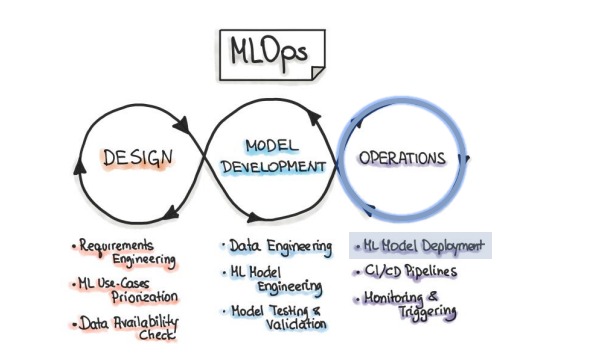 MLOps
DESIGN
MODEL
DEVELOPMENT
OPERATIONS
• Requirements
Engineering
• ML Use-Cases
Priorization
• Data Availability
Check
• Data Engineering
• ML Model
Engineering
• Model Testing &
Validation
• ML Model Deployment
• CI/CD Pipelines
• Monitoring &
Triggering